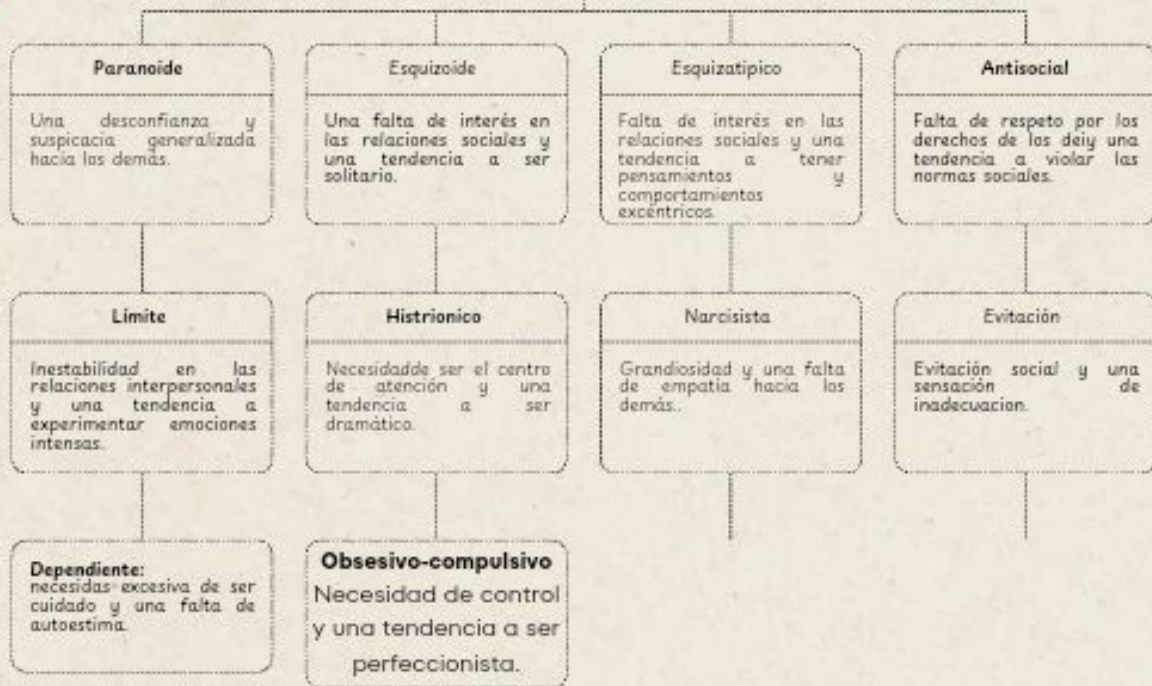 Paranoide
Una desconfianza y
suspicacia generalizada
hacia los demás.
Esquizoide
Una falta de interés en
las relaciones sociales y
una tendencia a ser
solitario.
Esquizatipico
Falta de interés en las
relaciones sociales y una
tendencia a tener
pensamientos y
comportamientos
excéntricos.
Antisocial
Falta de respeto por los
derechos de los deiy una
tendencia a violar las
normas sociales.
Limite
Inestabilidad en las
relaciones interpersonales
y una tendencia a
experimentar emociones
intensas.
Histrionico
Necesidadde ser el centro
de atención y una
tendencia a ser
dramático.
Narcisista
Grandiosidad y una falta
de empatía hacia los
demás..
Evitación
Evitación social y una
sensación de
inadecuacion.
Dependiente:
necesidas excesiva de ser
cuidado y una falta de
autoestima.
Obsesivo-compulsivo
Necesidad de control
y una tendencia a ser
perfeccionista.